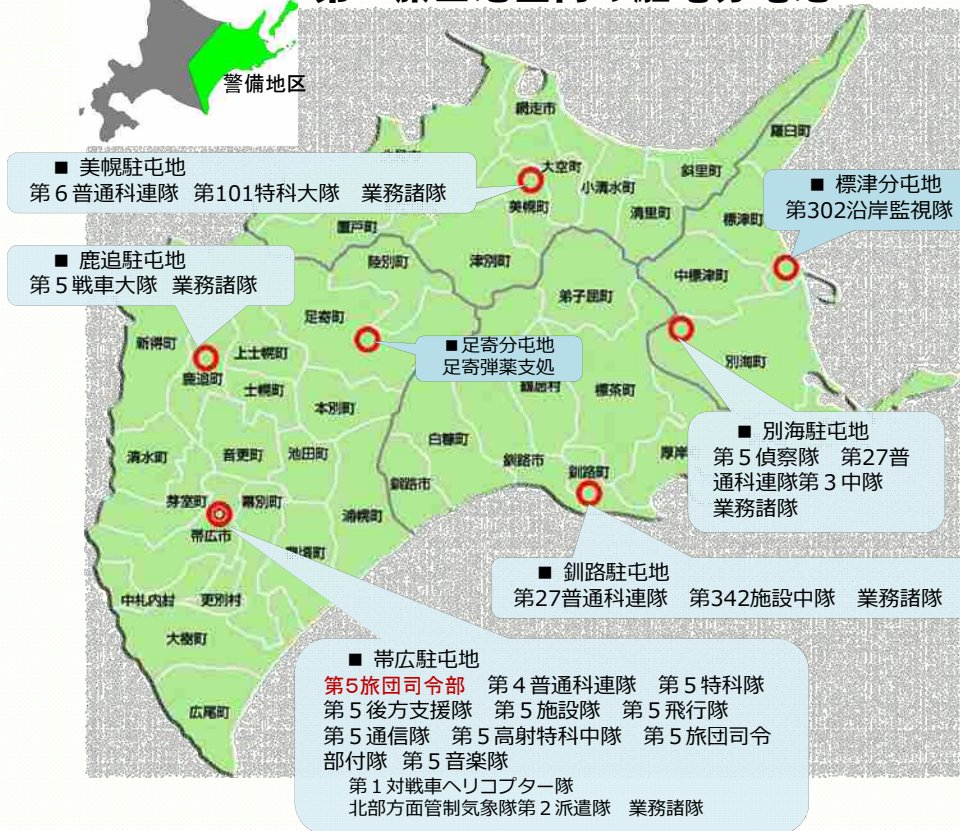 警備地区
■ 美幌駐屯地
第６普通科連隊　第101特科大隊　業務諸隊
■ 鹿追駐屯地
第５戦車大隊　業務諸隊
■ 標津分屯地
第302沿岸監視隊
■足寄分屯地
足寄弾薬支処
■ 別海駐屯地
第５偵察隊　第27普
通科連隊第３中隊
業務諸隊
■ 釧路駐屯地
第27普通科連隊　第342施設中隊　業務諸隊
■ 帯広駐屯地
第5旅団司令部　第４普通科連隊　第５特科隊
第５後方支援隊　第５施設隊　第５飛行隊
第５通信隊　第５高射特科中隊　第５旅団司令
部付隊　第５音楽隊
第１対戦車ヘリコプター隊
北部方面管制気象隊第２派遣隊　業務諸隊
網走市
大空町
小清水町
斜里町
羅臼町
美幌町
清里町
標津町
置戸町
陸別町
津別町
中標津町
弟子屈町
足寄町
新得町
上士幌町
鹿追町
士幌町
別海町
本別町
標茶町
白糠町
清水町
音更町
池田町
釧路市
釧路市
釧路町
厚岸
芽室町
幕別町
浦幌町
帯広市
中札内村
更別村
大樹町
広尾町